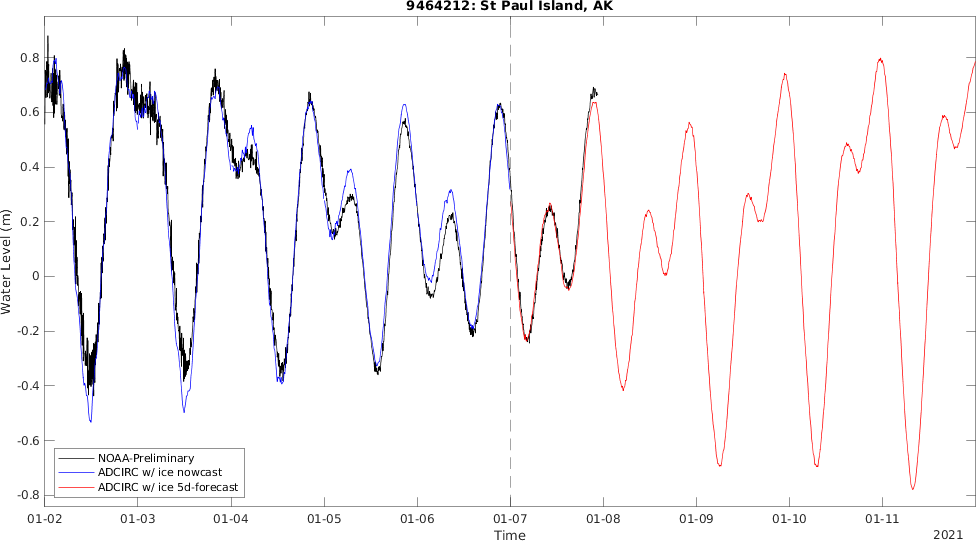 9464212: St Paul Island, AK
0.8
0.6
0.4
0.2
0
-0.2
-0.4
-0.6
-0.8
Water Level (m)
NOAA-Preliminary
ADCIRC w/ ice nowcast
ADCIRC w/ ice 5d-forecast
01-02 01-03 01-04 01-05 01-06 01-07 01-08 01-09 01-10 01-11
Time
2021